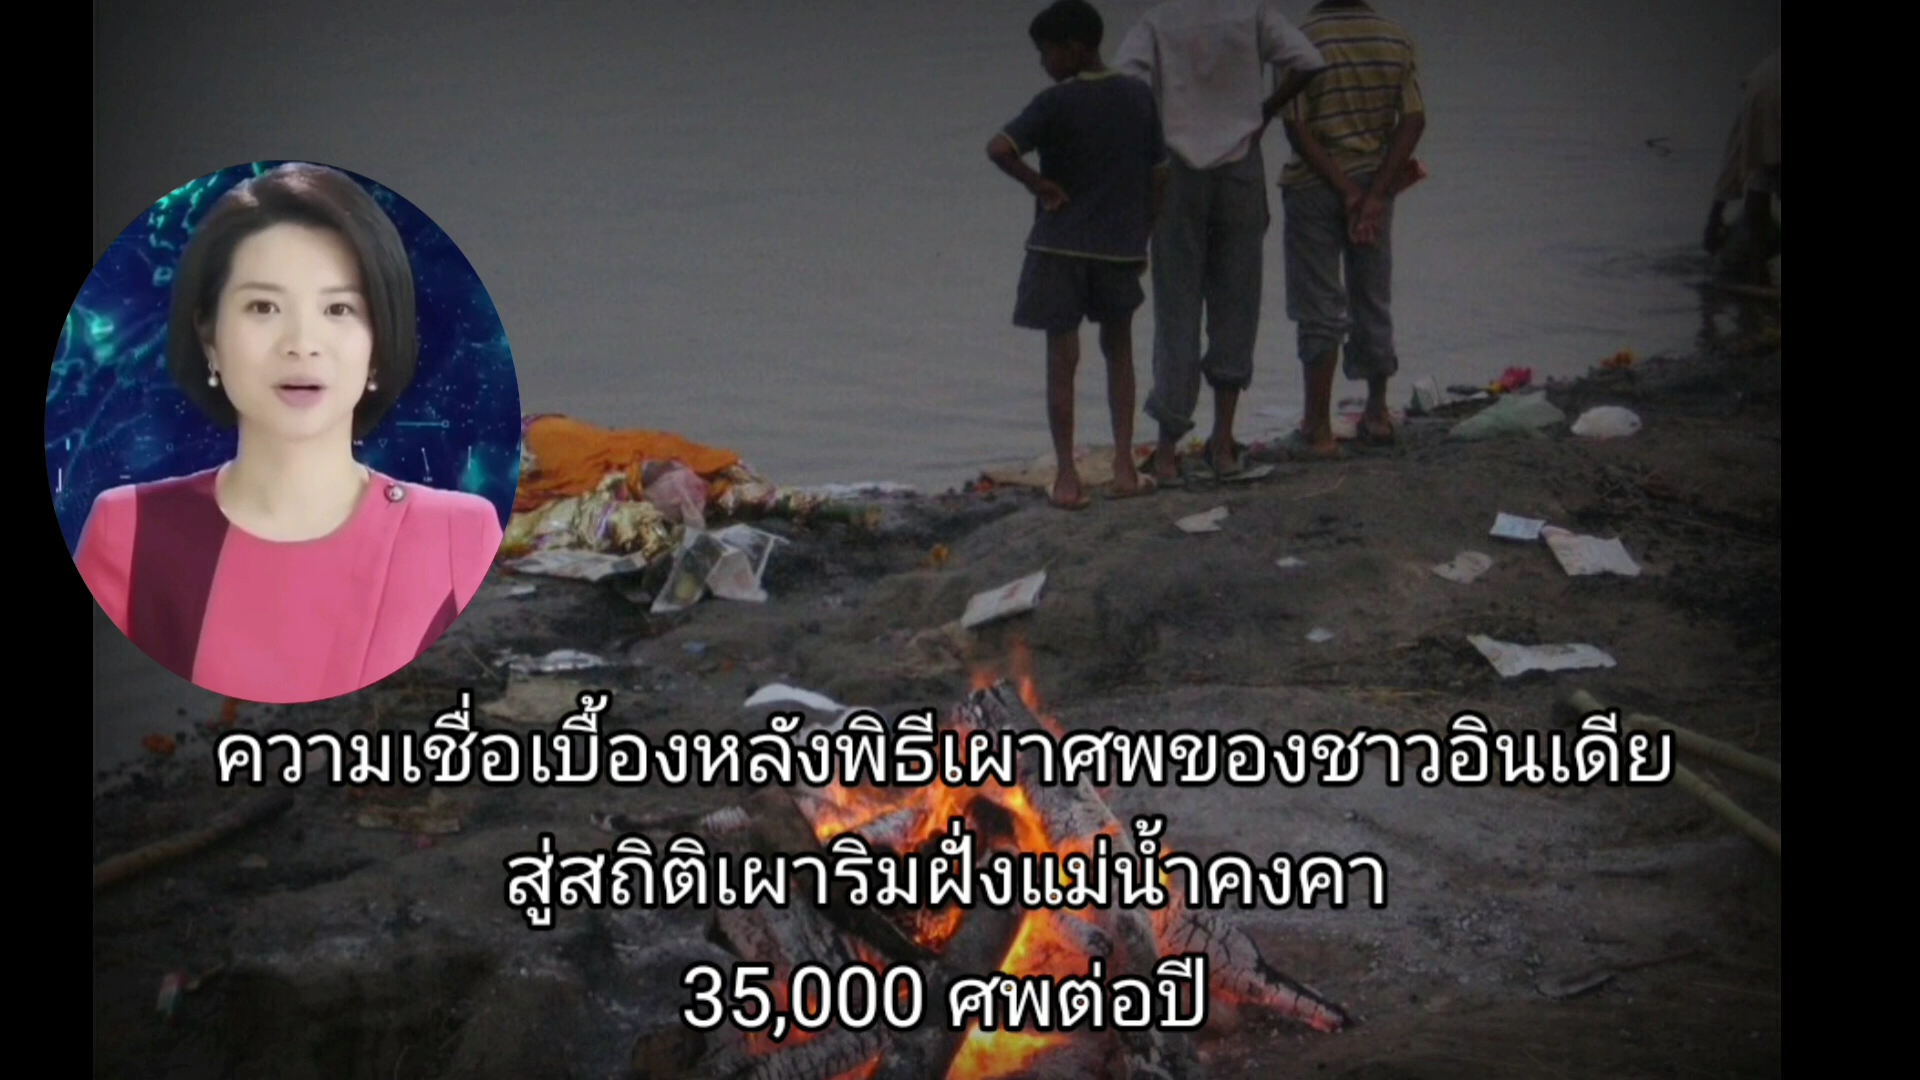 ความเชื่อเบื้องหลังพิธีเผาศพของชาวอินเดีย
สู่สถิติเผาริมฝั่งแม่น้ำคงคา
35,000 ศพต่อปี